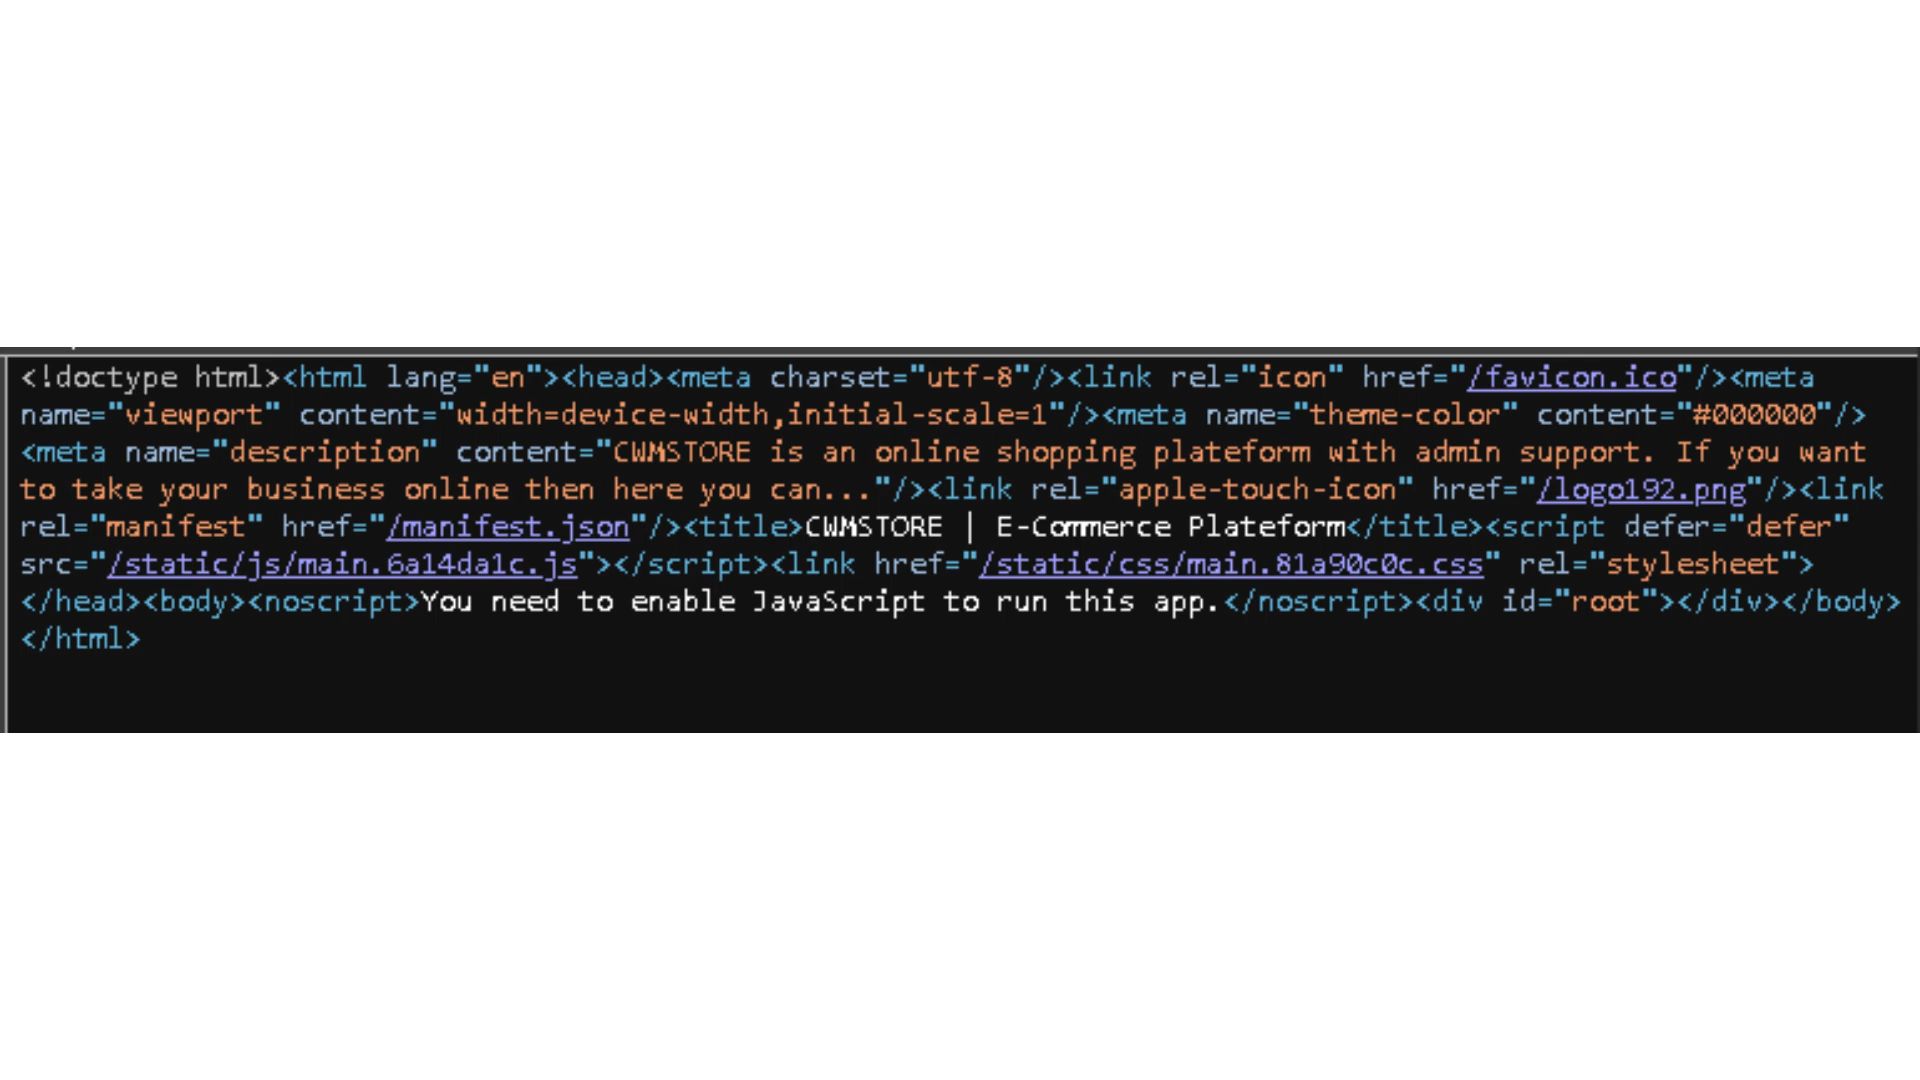 <!doctype html><html lang="en"><head><meta charset="utf-8"/><link rel="icon" href="/favicon.ico"/><meta
name="viewport" content="width=device-width,initial-scale=1"/><meta name="theme-color" content="#000000"/>
<meta name="description" content="CWMSTORE is an online shopping plateform with admin support. If you want
to take your business online then here you can..."/><link rel="apple-touch-icon" href="/logo192.png"/><link
rel="manifest" href="/manifest.json"/><title>CWMSTORE | E-Commerce Plateform</title><script defer="defer"
src="/static/js/main.6a14da1c.js"></script><link href="/static/css/main.81a90c0c.css" rel="stylesheet">
</head><body><noscript>You need to enable JavaScript to run this app.</noscript><div id="root"></div></body>
</html>